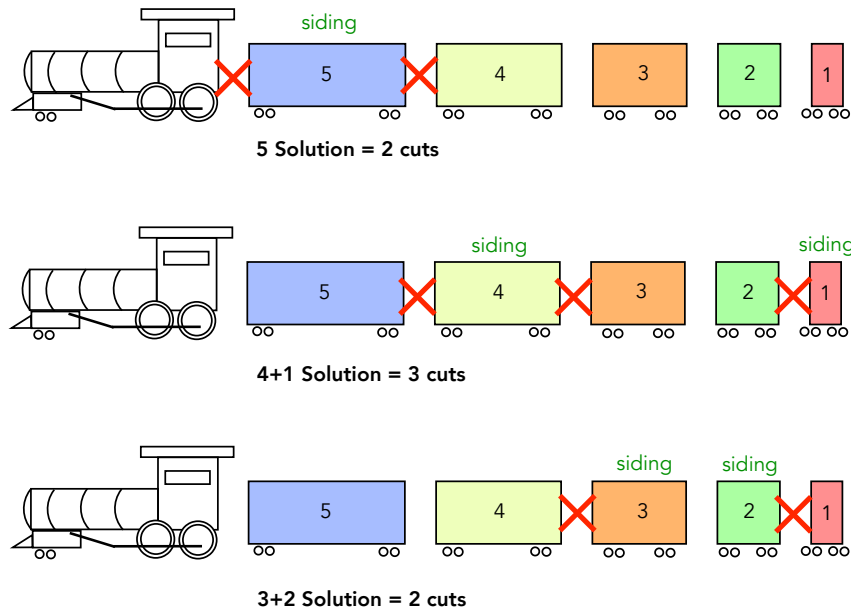 siding
5 4 3 2 1
5 Solution = 2 cuts
siding siding
5 4 3 2 1
4+1 Solution = 3 cuts
siding siding
5 4 3 2 1
3+2 Solution = 2 cuts